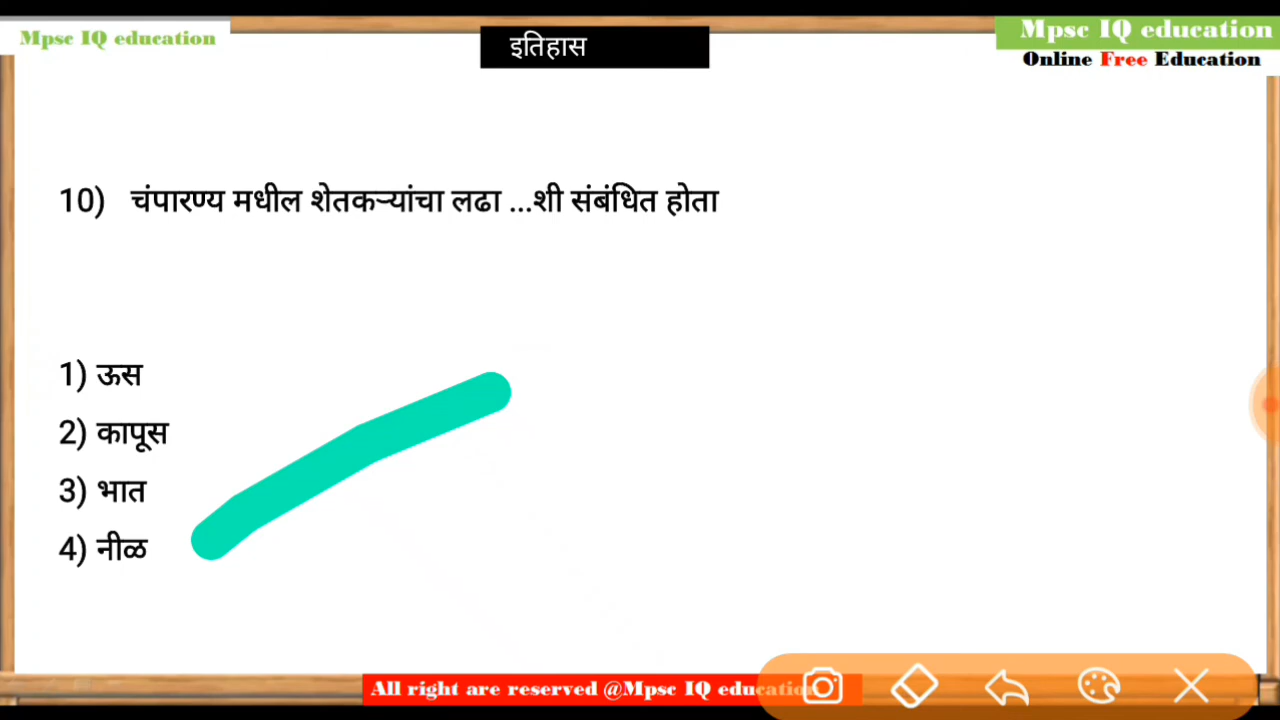 Mpsc IQ education
इतिहास
Mpsc IQ education
Online Free Education
10) चंपारण्य मधील शेतकऱ्यांचा लढा ...शी संबंधित होता
1) ऊस
2) कापूस
3) भात
4) नीळ
All right are reserved @Mpsc IQ education